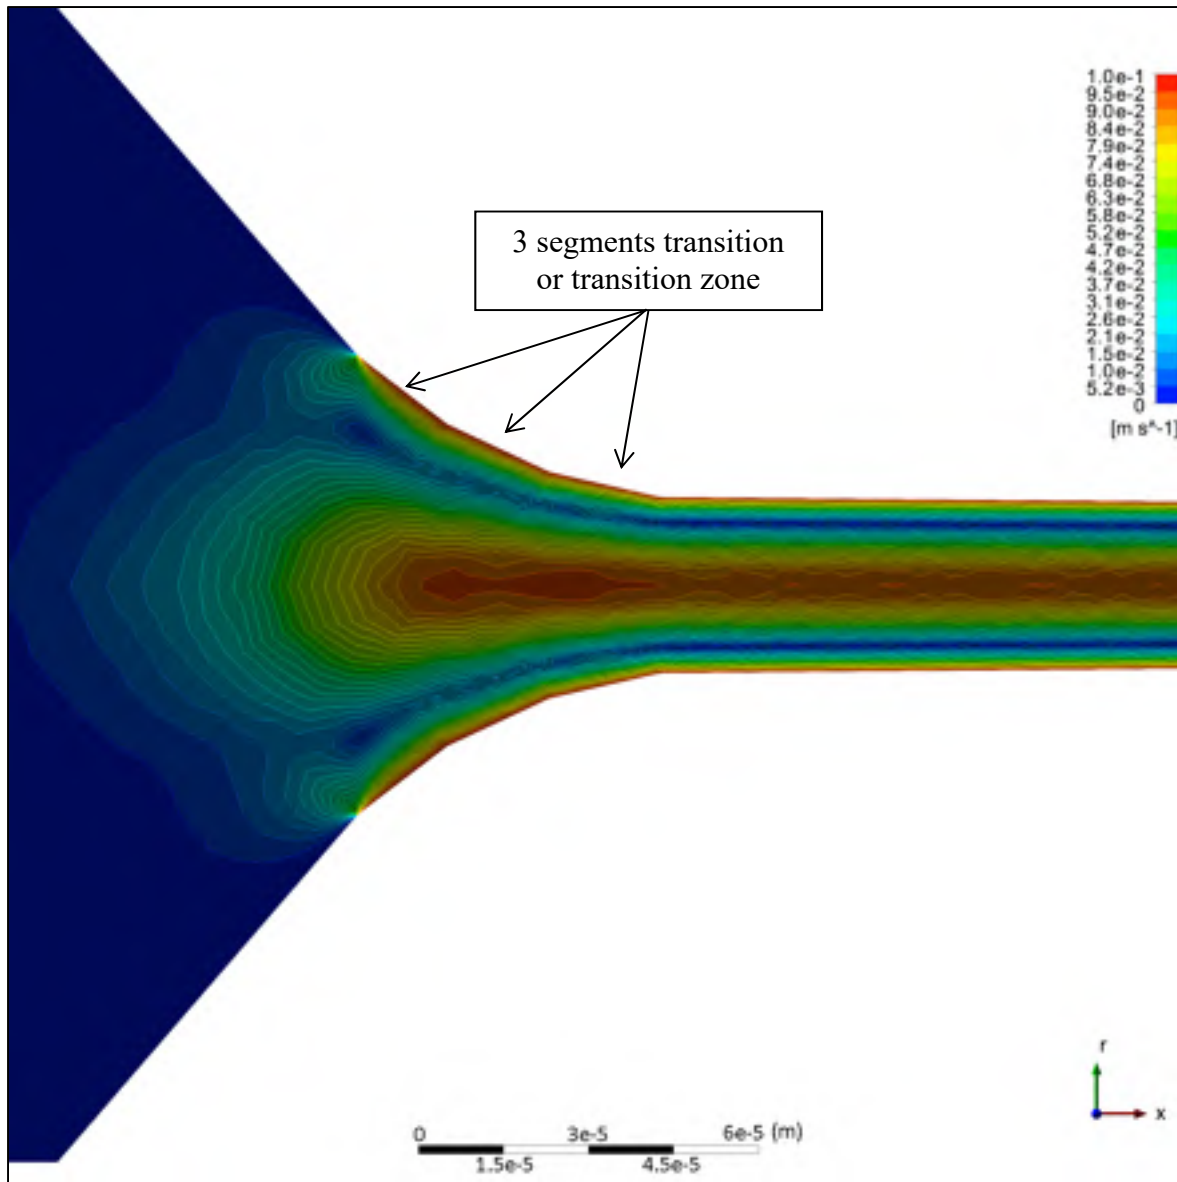 1.0e-1
9.5e-2
9.0e-2
8.4e-2
7.9e-2
7.4e-2
6.8e-2
6.3e-2
5.8e-2
5.2e-2
4.7e-2
4.2e-2
3.7e-2
3.1e-2
2.6e-2
2.1e-2
1.5e-2
1.0e-2
5.2e-3
0
[m s^-1]
3 segments transition
or transition zone
r
x
0 3e-5 6e-5 (m)
1.5e-5 4.5e-5